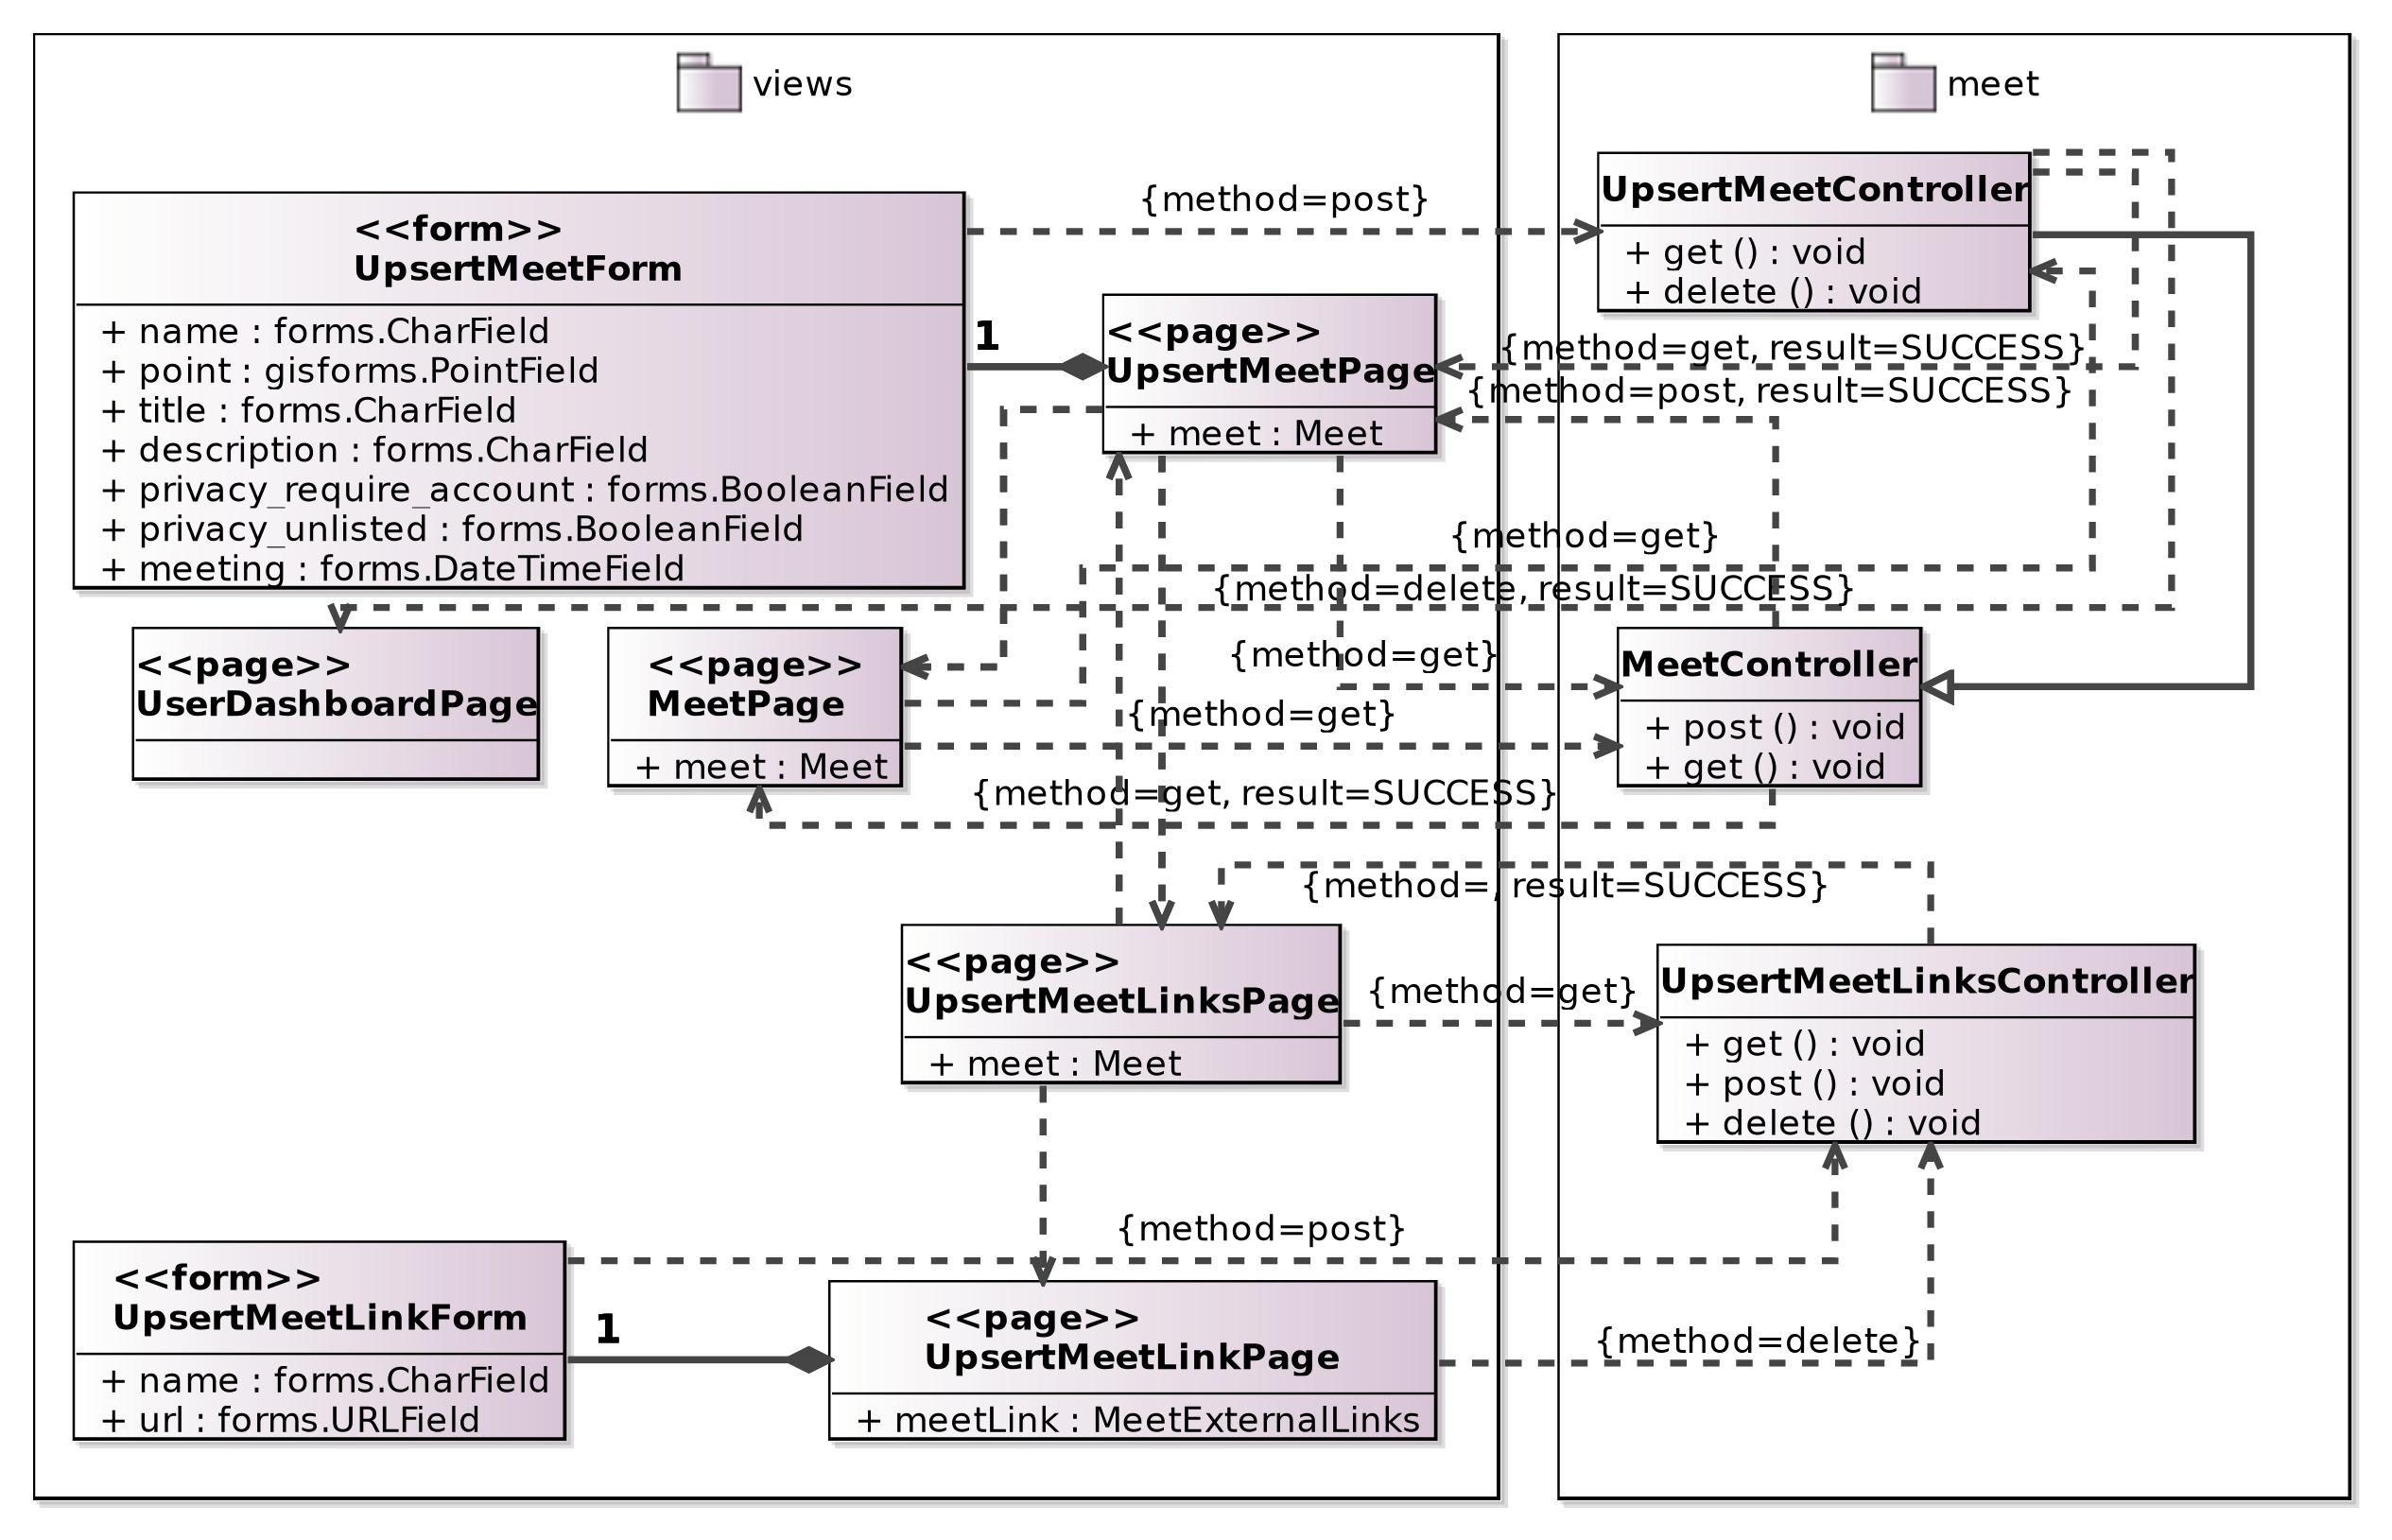 views
meet
<<form>>
UpsertMeetForm
+ name : forms.CharField
+ point : gisforms.PointField
+ title : forms.CharField
+ description : forms.CharField
+ privacy_require_account : forms.BooleanField
+ privacy_unlisted : forms.BooleanField
+ meeting : forms.DateTimeField
{method=post}
UpsertMeetController
+ get () : void
+ delete () : void
1
<<page>>
UpsertMeetPage
+ meet : Meet
{method=get, result=SUCCESS}
{method=post, result=SUCCESS}
{method=get}
{method=delete, result=SUCCESS}
<<page>>
UserDashboardPage
<<page>>
MeetPage
+ meet : Meet
{method=get}
{method=get}
MeetController
+ post () : void
+ get () : void
{method=get, result=SUCCESS}
{method=, result=SUCCESS}
<<page>>
UpsertMeetLinksPage
+ meet : Meet
{method=get}
UpsertMeetLinksController
+ get () : void
+ post () : void
+ delete () : void
{method=post}
<<form>>
UpsertMeetLinkForm
+ name : forms.CharField
+ url : forms.URLField
1
<<page>>
UpsertMeetLinkPage
+ meetLink : MeetExternalLinks
{method=delete}